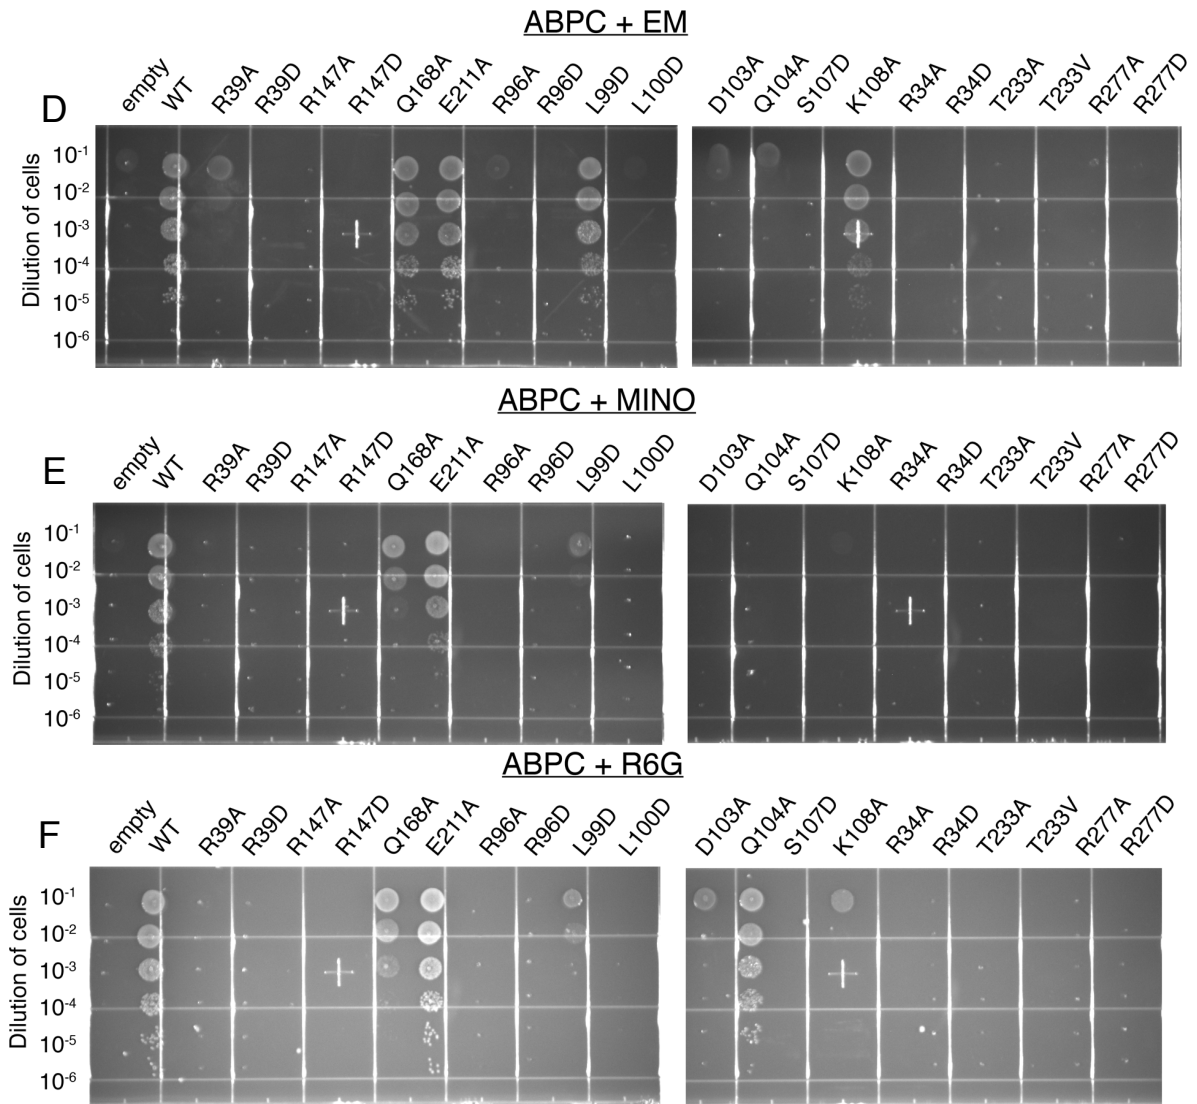 ABPC + EM
D
empty WT R39A R39D R147A R147D Q168A E211A R96A R96D L99D L100D D103A Q104A S107D K108A R34A R34D T233A T233V R277A R277D
Dilution of cells
10-1
10-2
10-3
10-4
10-5
10-6
ABPC + MINO
E
empty WT R39A R39D R147A R147D Q168A E211A R96A R96D L99D L100D D103A Q104A S107D K108A R34A R34D T233A T233V R277A R277D
Dilution of cells
10-1
10-2
10-3
10-4
10-5
10-6
ABPC + R6G
F
empty WT R39A R39D R147A R147D Q168A E211A R96A R96D L99D L100D D103A Q104A S107D K108A R34A R34D T233A T233V R277A R277D
Dilution of cells
10-1
10-2
10-3
10-4
10-5
10-6